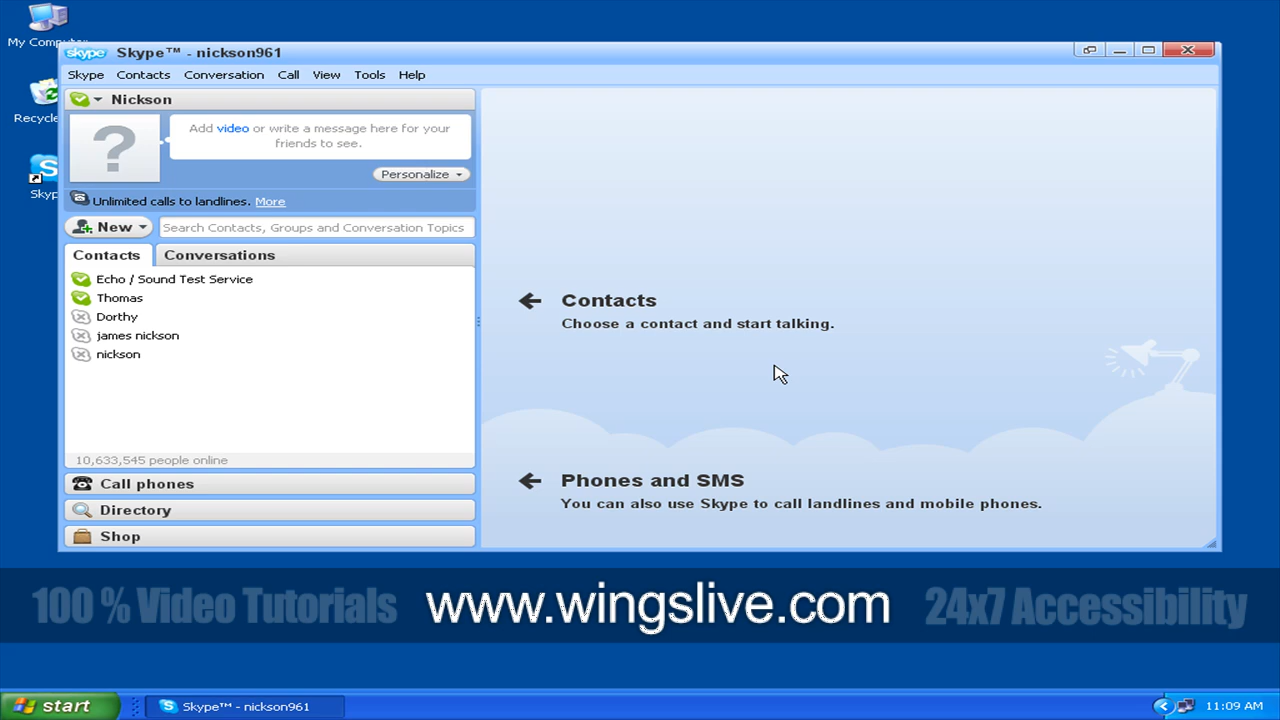 My Computer
Recycle
Skyp
skype Skype™ - nickson961
Skype Contacts Conversation Call View Tools Help
Nickson
?
Add video or write a message here for your
friends to see.
Personalize
Unlimited calls to landlines. More
New
Search Contacts, Groups and Conversation Topics
Contacts Conversations
Echo / Sound Test Service
Thomas
Dorthy
james nickson
nickson
10,633,545 people online
Call phones
Directory
Shop
Contacts
Choose a contact and start talking.
Phones and SMS
You can also use Skype to call landlines and mobile phones.
100 % Video Tutorials www.wingslive.com 24x7 Accessibility
start Skype™ - nickson961 11:09 AM